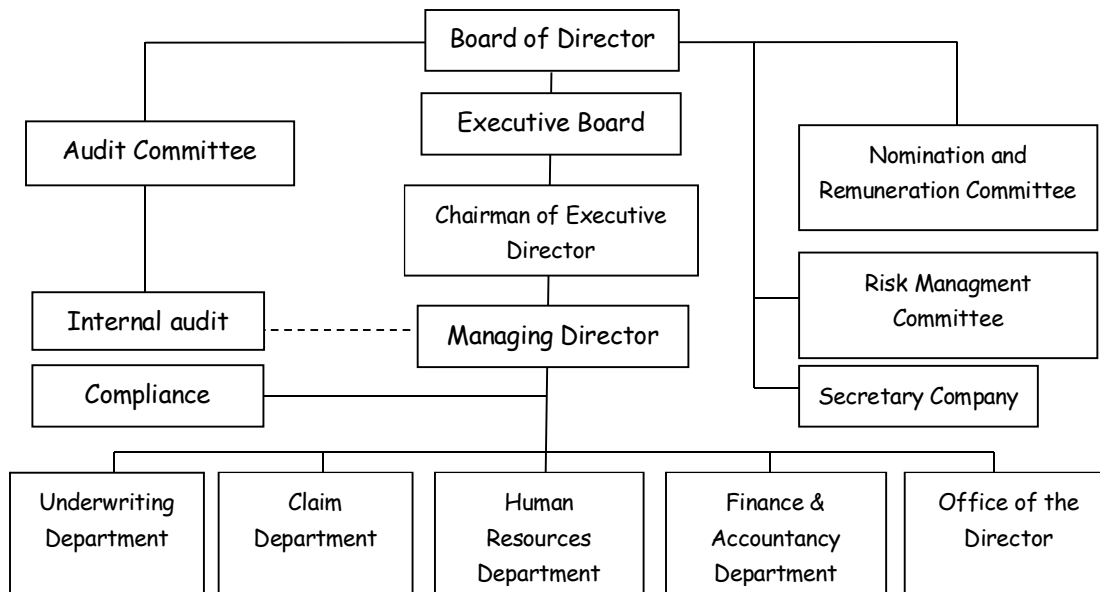 Board of Director
Executive Board
Audit Committee
Nomination and
Remuneration Committee
Chairman of Executive
Director
Risk Managment
Committee
Internal audit
Managing Director
Compliance
Secretary Company
Underwriting
Department
Claim
Department
Human
Resources
Department
Finance &
Accountancy
Department
Office of the
Director